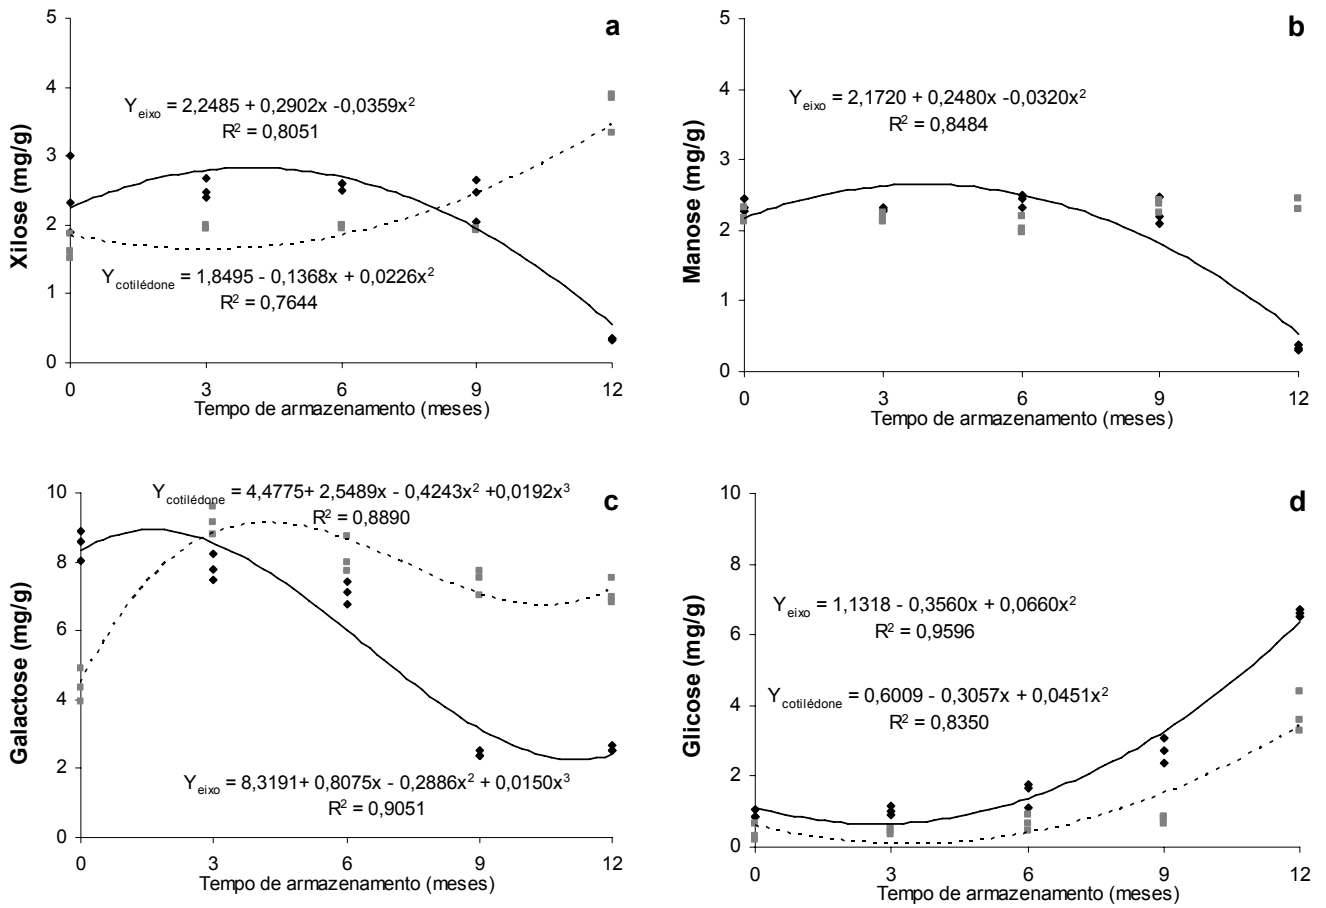 a
Xilose (mg/g)
5
4
3
2
1
0
Y eixo = 2,2485 + 0,2902x -0,0359x²
R² = 0,8051
Y cotilédone = 1,8495 - 0,1368x + 0,0226x²
R² = 0,7644
0 3 6 9 12
Tempo de armazenamento (meses)
b
Manose (mg/g)
5
4
3
2
1
0
Y eixo = 2,1720 + 0,2480x -0,0320x²
R² = 0,8484
0 3 6 9 12
Tempo de armazenamento (meses)
c
Galactose (mg/g)
10
8
6
4
2
0
Y cotilédone = 4,4775+ 2,5489x - 0,4243x² +0,0192x³
R² = 0,8890
Y eixo = 8,3191+ 0,8075x - 0,2886x² + 0,0150x³
R² = 0,9051
0 3 6 9 12
Tempo de armazenamento (meses)
d
Glicose (mg/g)
10
8
6
4
2
0
Y eixo = 1,1318 - 0,3560x + 0,0660x²
R² = 0,9596
Y cotilédone = 0,6009 - 0,3057x + 0,0451x²
R² = 0,8350
0 3 6 9 12
Tempo de armazenamento (meses)